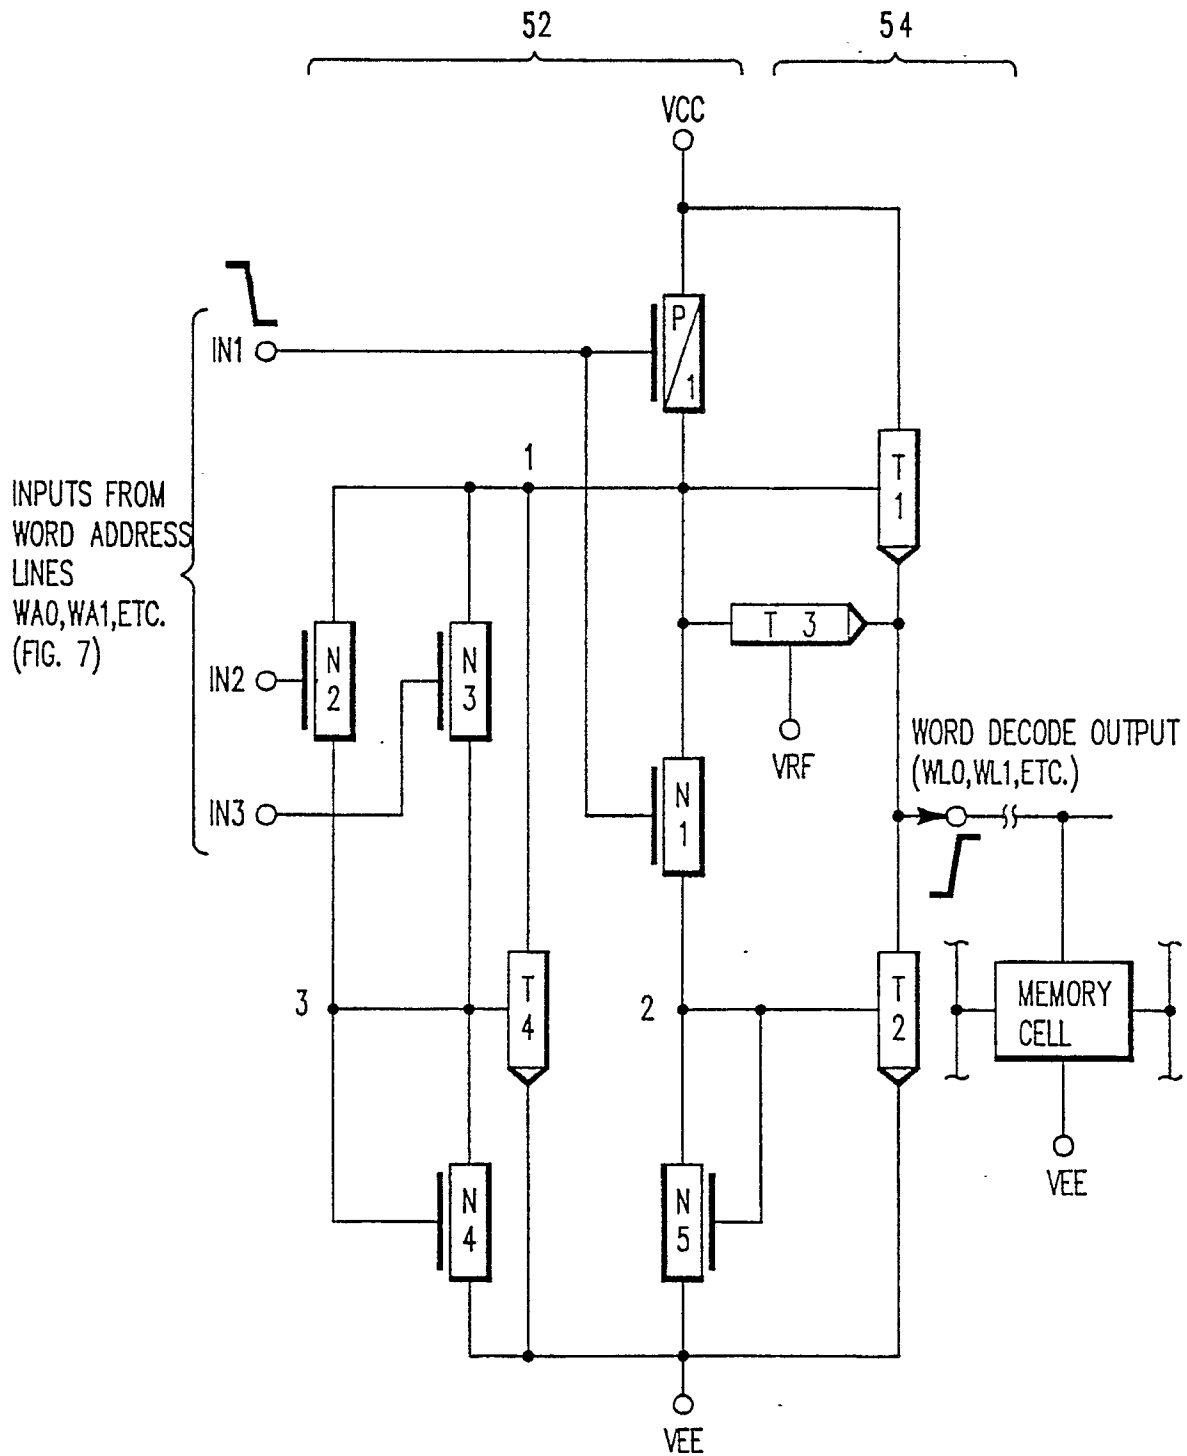 52
54
VCC
P
1
IN1
1
T
1
INPUTS FROM
WORD ADDRESS
LINES
WA0,WA1,ETC.
(FIG. 7)
T 3
N
2
N
3
IN2
VRF
WORD DECODE OUTPUT
(WL0,WL1,ETC.)
IN3
N
1
3
T
4
2
T
2
MEMORY
CELL
VEE
N
4
N
5
VEE